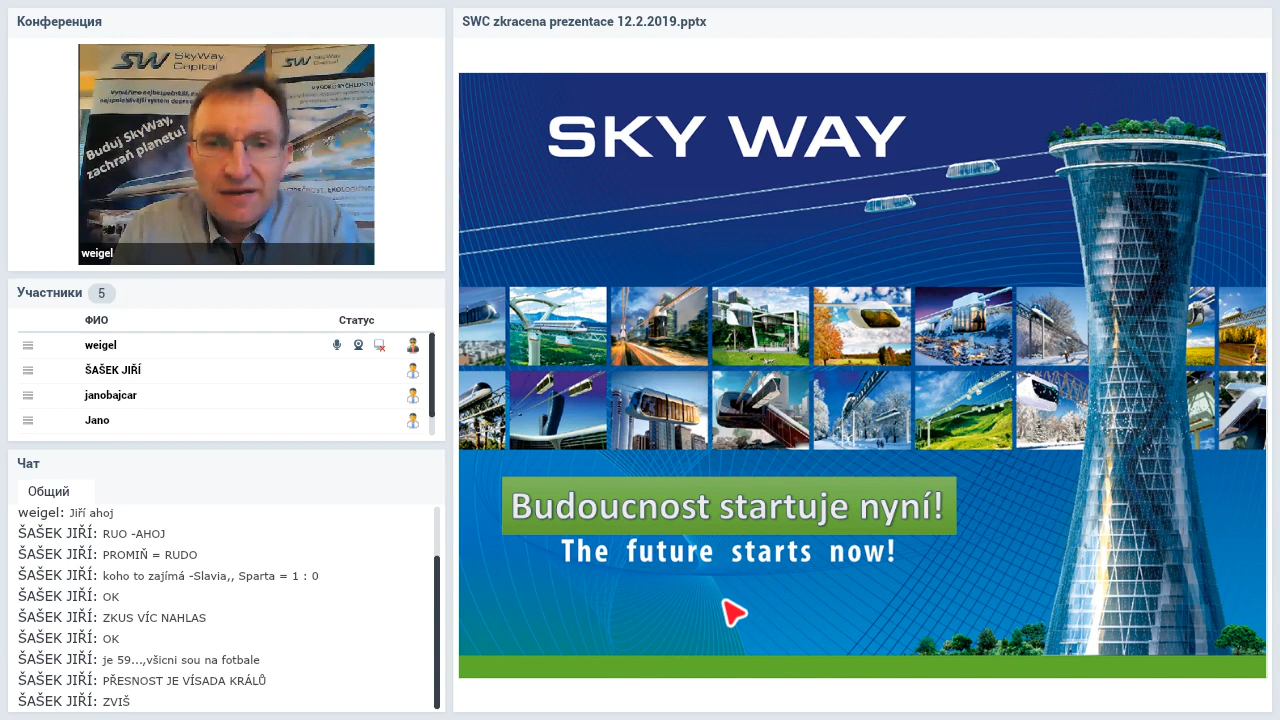 Конференция
SW SkyWay
Capital
SW SkyWay
Capital
Buduj SkyWay,
zachraň planetu!
weigel
Участники 5
ФИО Статус
weigel
ŠAŠEK JIŘÍ
janobajcar
Jano
Чат
Общий
weigel: Jiří ahoj
ŠAŠEK JIŘÍ: RUO -AHOJ
ŠAŠEK JIŘÍ: PROMIŇ = RUDO
ŠAŠEK JIŘÍ: koho to zajímá -Slavia,, Sparta = 1 : 0
ŠAŠEK JIŘÍ: OK
ŠAŠEK JIŘÍ: ZKUS VÍC NAHLAS
ŠAŠEK JIŘÍ: OK
ŠAŠEK JIŘÍ: je 59...,všicni sou na fotbale
ŠAŠEK JIŘÍ: PŘESNOST JE VÍSADA KRÁLŮ
ŠAŠEK JIŘÍ: ZVIŠ
SWC zkracena prezentace 12.2.2019.pptx
SKY WAY
Budoucnost startuje nyní!
The future starts now!